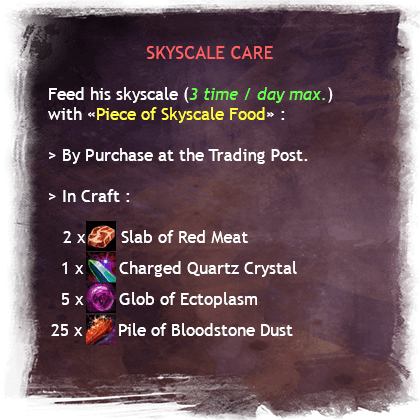 SKYSCALE CARE
Feed his skyscale (3 time / day max.)
with «Piece of Skyscale Food» :
> By Purchase at the Trading Post.
> In Craft :
2 x Slab of Red Meat
1 x Charged Quartz Crystal
5 x Glob of Ectoplasm
25 x Pile of Bloodstone Dust